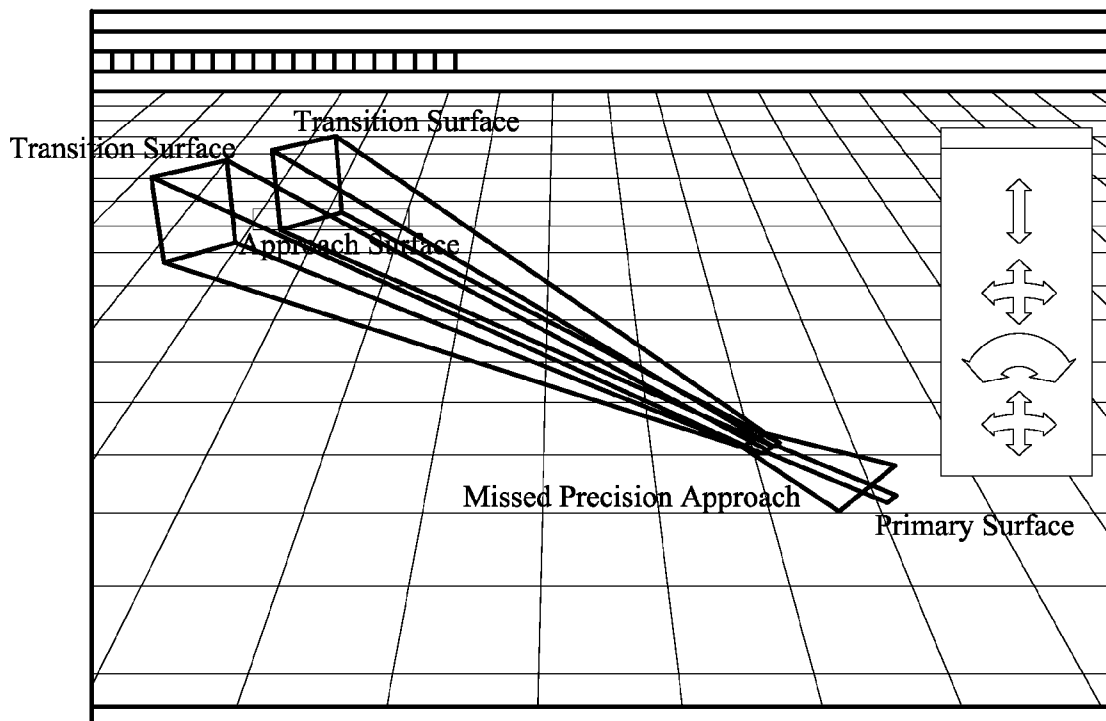 Transition Surface
Transition Surface
Approach Surface
Missed Precision Approach
Primary Surface